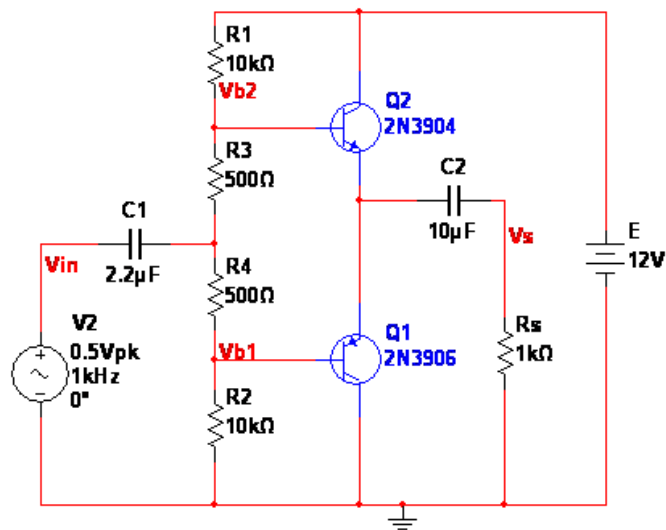 R1
10kΩ
Vb2
Q2
2N3904
R3
500Ω
C1
2.2µF
Vin
C2
10µF
Vs
E
12V
R4
500Ω
V2
0.5Vpk
1kHz
0°
Vb1
Q1
2N3906
Rs
1kΩ
R2
10kΩ